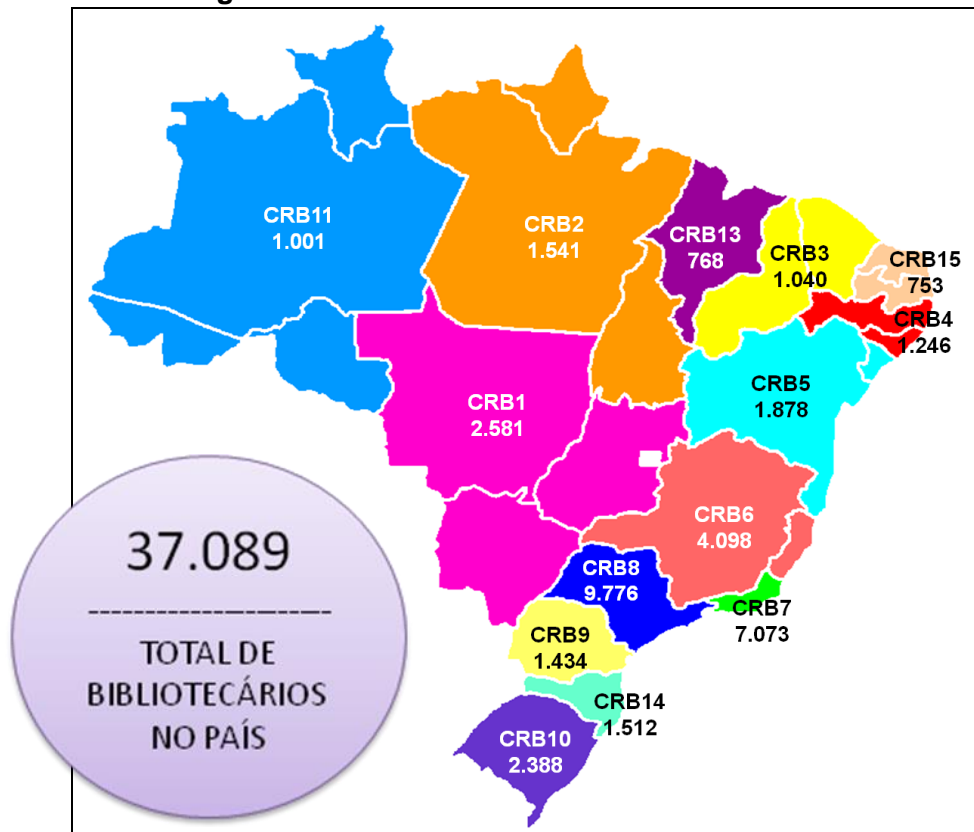 CRB11
1.001
CRB2
1.541
CRB13
768
CRB3
1.040
CRB15
753
CRB4
1.246
CRB5
1.878
CRB1
2.581
CRB6
4.098
CRB8
9.776
CRB7
7.073
CRB9
1.434
CRB14
1.512
CRB10
2.388
37.089
-----------------------
TOTAL DE
BIBLIOTECÁRIOS
NO PAÍS